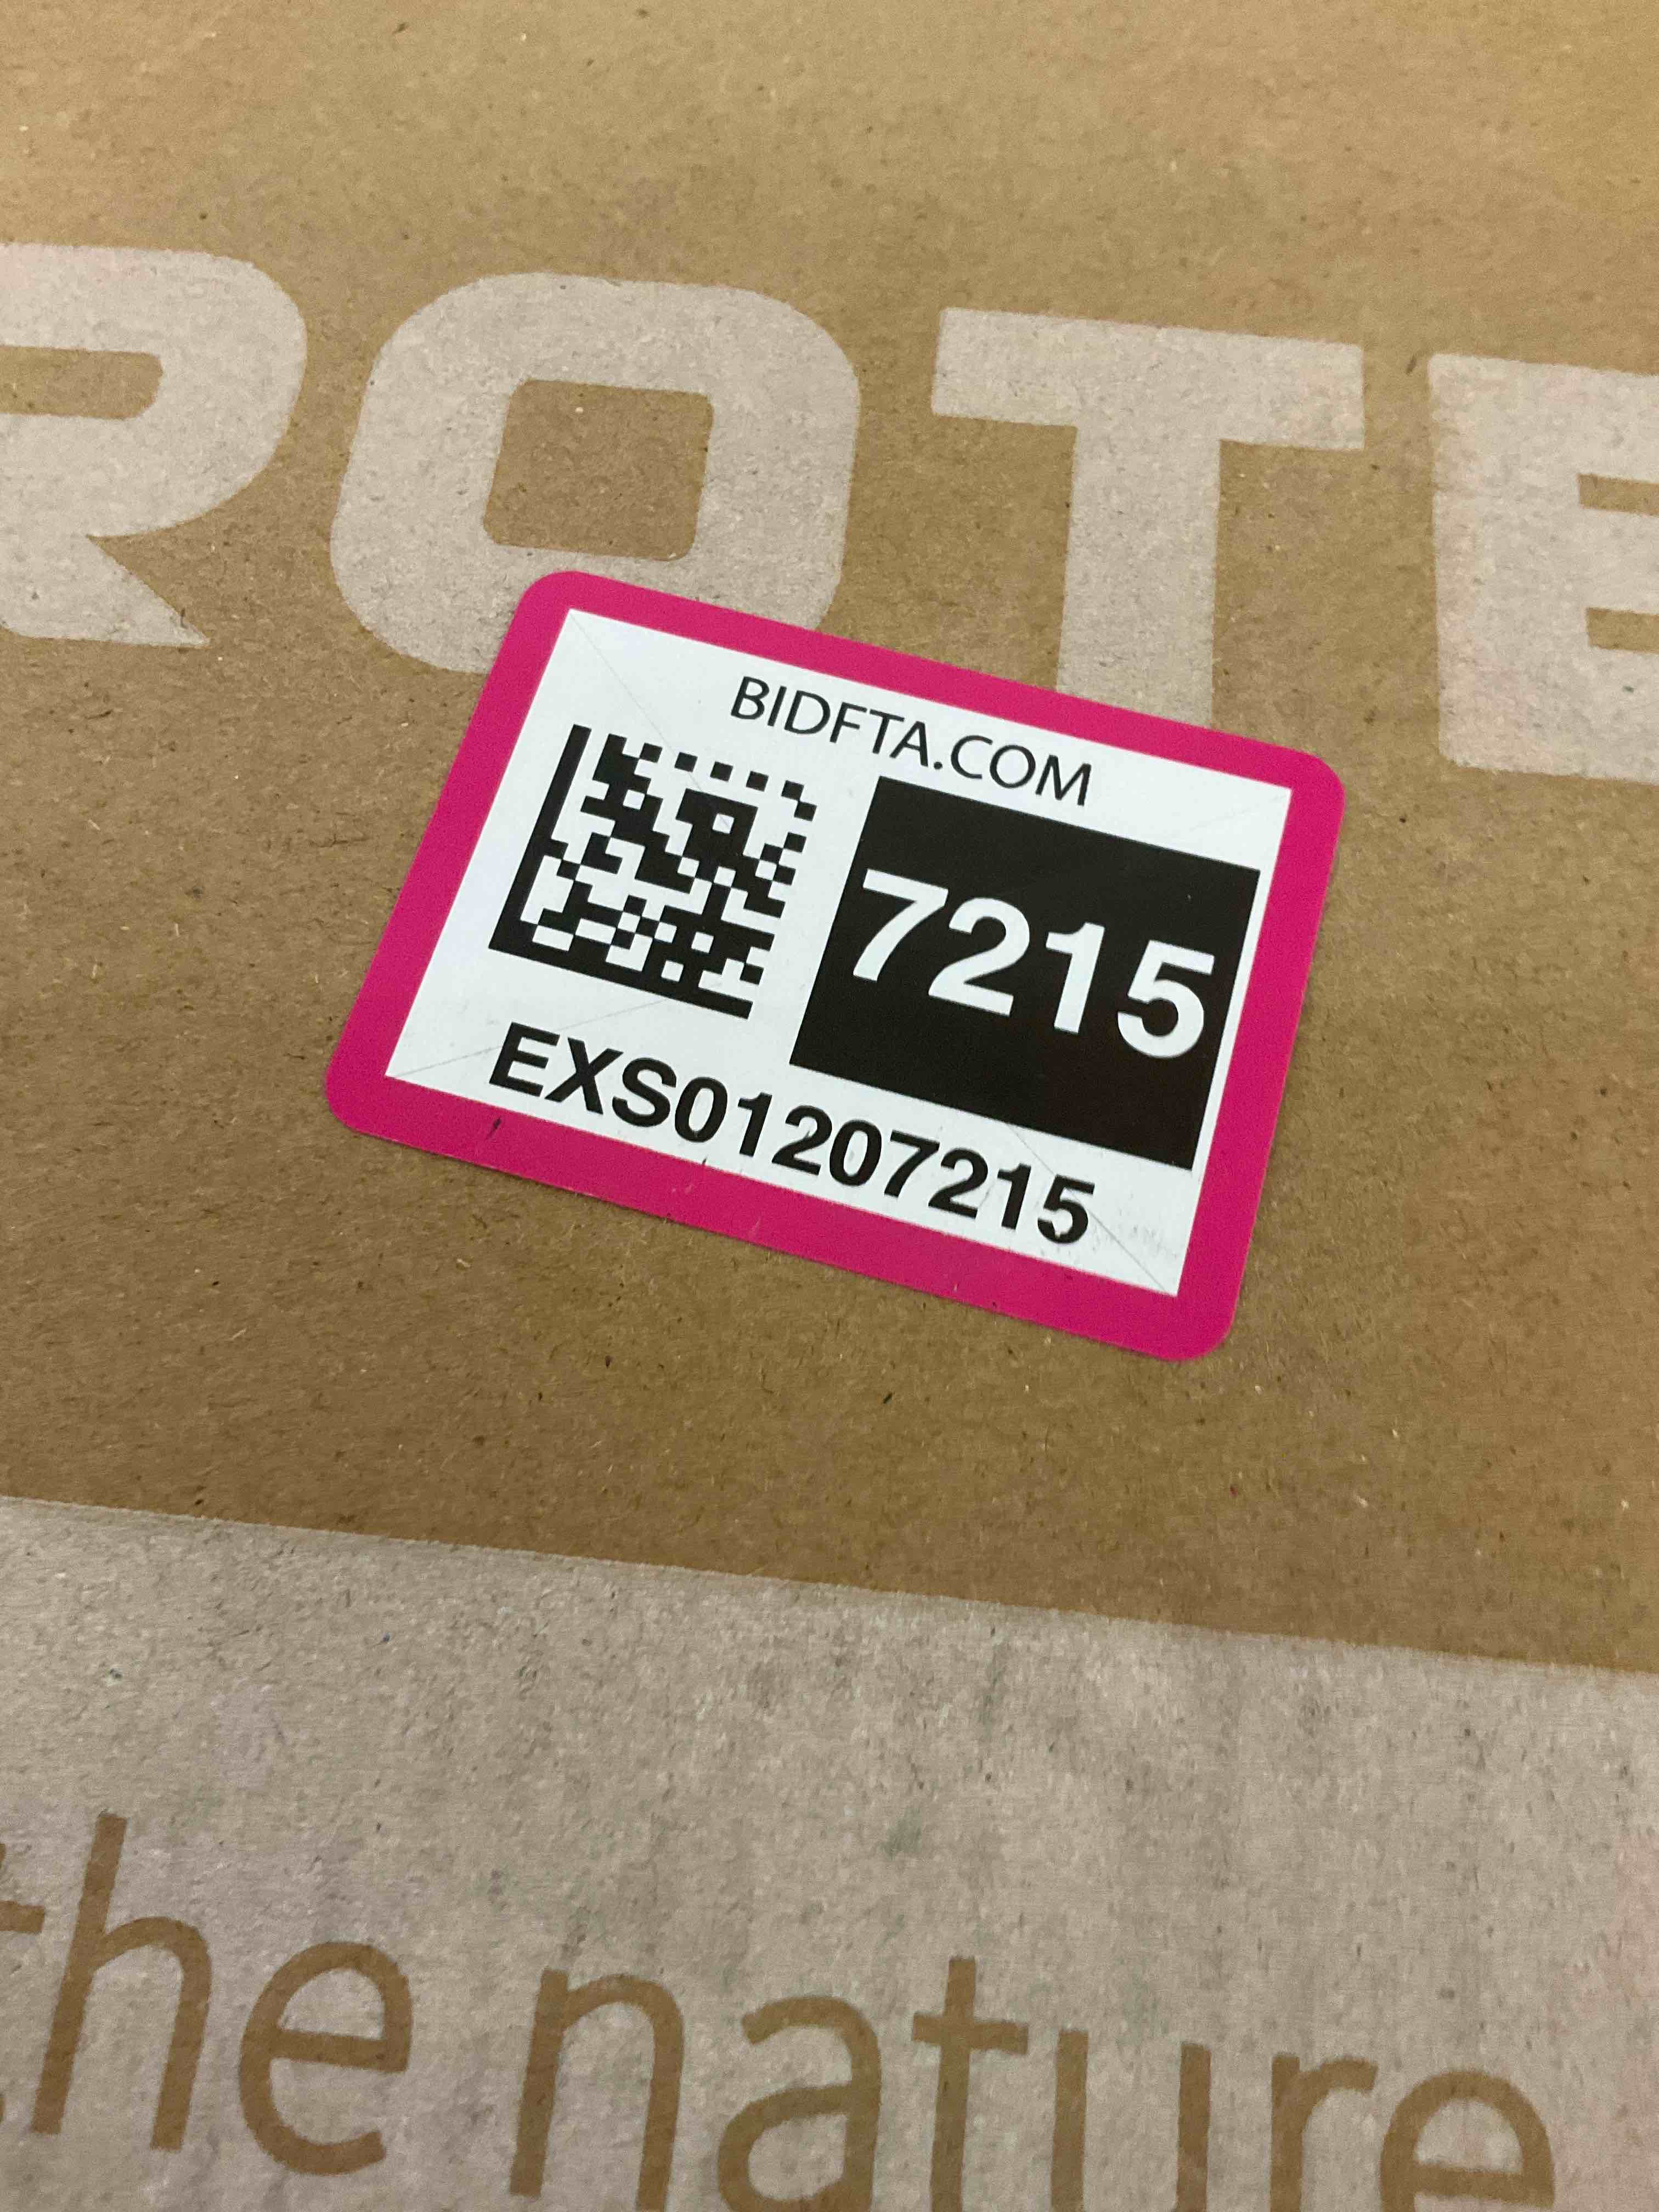 ROTE
BIDFTA.COM
7215
EXS01207215
the nature